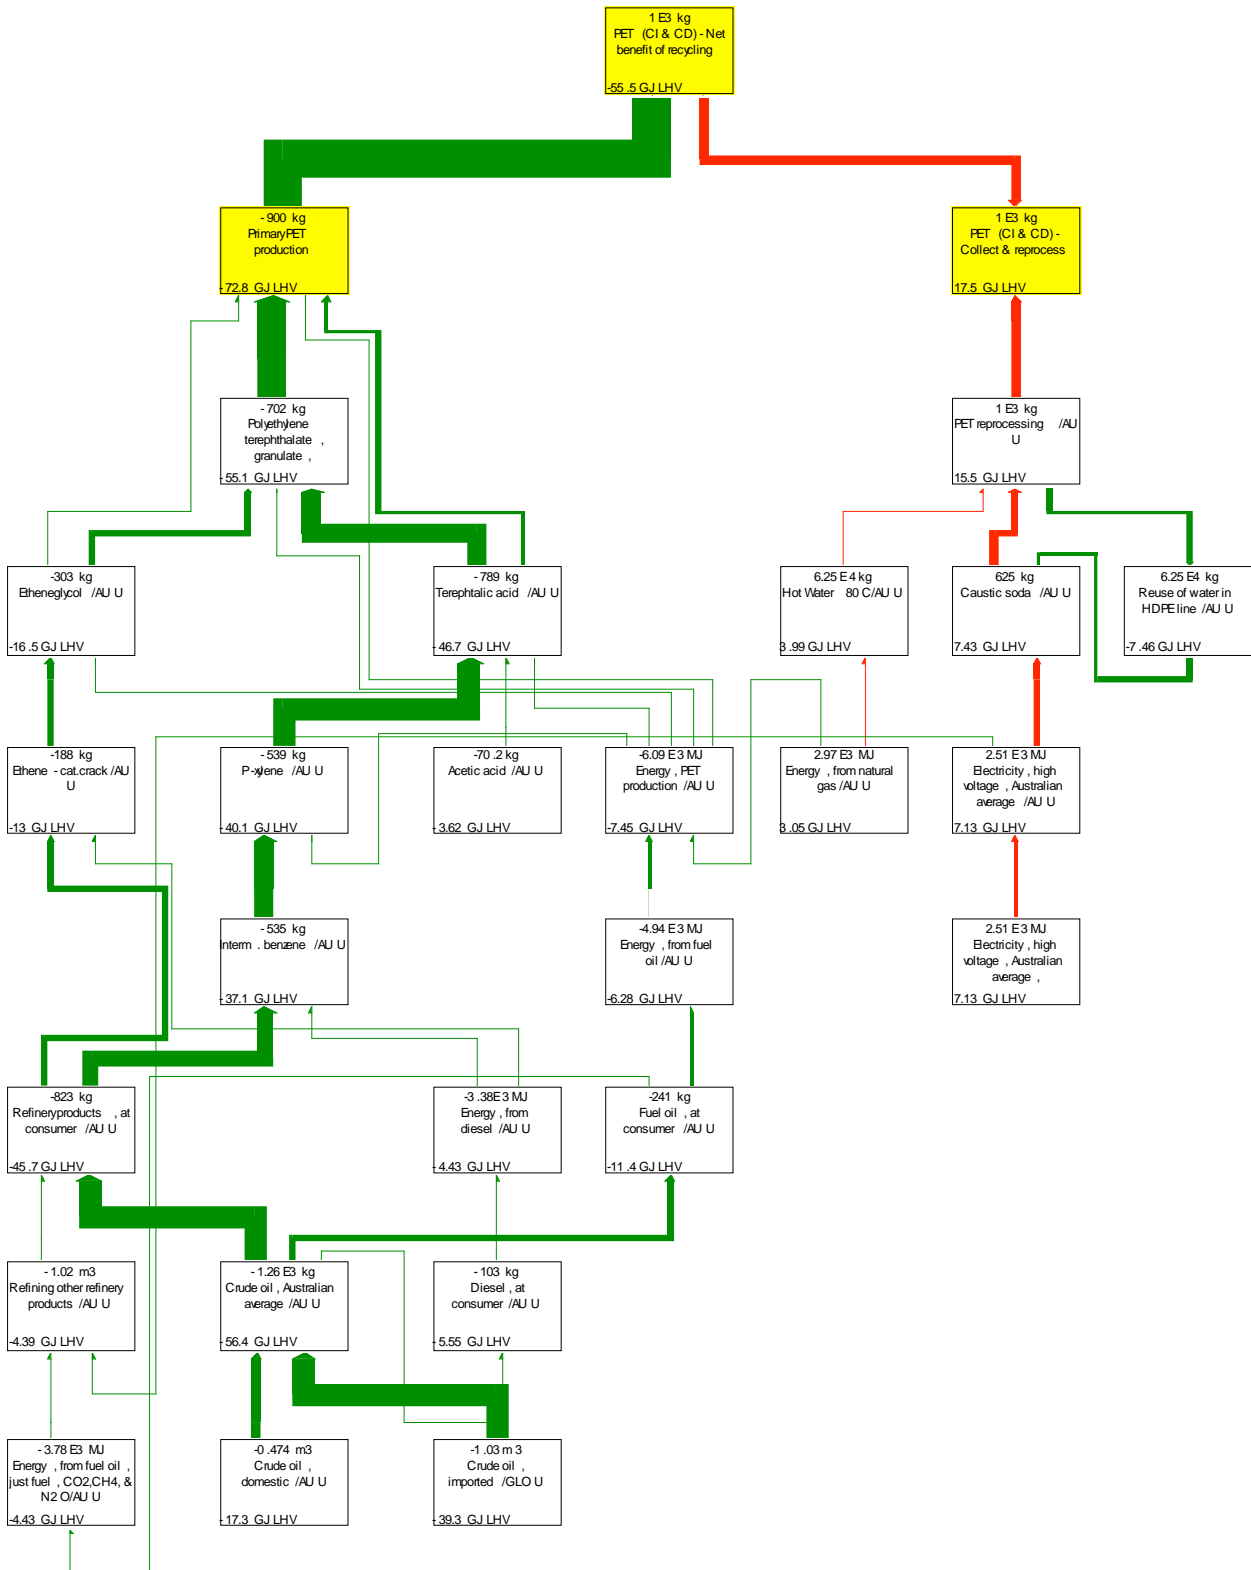 1 E3 kg
PET (CI & CD) - Net
benefit of recycling
-55 .5 GJ LHV
- 900 kg
PrimaryPET
production
- 72.8 GJ LHV
1 E3 kg
PET (CI & CD) -
Collect & reprocess
17.5 GJ LHV
- 702 kg
Polyethylene
terephthalate ,
granulate ,
- 55.1 GJ LHV
1 E3 kg
PET reprocessing /AU
U
15.5 GJ LHV
-303 kg
Etheneglycol /AU U
-16 .5 GJ LHV
- 789 kg
Terephtalic acid /AU U
- 46.7 GJ LHV
6.25 E 4 kg
Hot Water 80 C/AU U
3 .99 GJ LHV
625 kg
Caustic soda /AU U
7.43 GJ LHV
6.25 E4 kg
Reuse of water in
HDPE line /AU U
-7 .46 GJ LHV
-188 kg
Ethene - cat.crack /AU
U
-13 GJ LHV
- 539 kg
P-xylene /AU U
-40.1 GJ LHV
-70 .2 kg
Acetic acid /AU U
- 3.62 GJ LHV
-6.09 E 3 MJ
Energy , PET
production /AU U
-7.45 GJ LHV
2.97 E3 MJ
Energy , from natural
gas /AU U
3 .05 GJ LHV
2.51 E3 MJ
Electricity, high
voltage , Australian
average /AU U
7.13 GJ LHV
- 535 kg
Interm . benzene /AU U
- 37.1 GJ LHV
-4.94 E 3 MJ
Energy , from fuel
oil /AU U
-6.28 GJ LHV
2.51 E3 MJ
Electricity , high
voltage , Australian
average ,
7.13 GJ LHV
-823 kg
Refineryproducts , at
consumer /AU U
-45 .7 GJ LHV
-3 .38E 3 MJ
Energy , from
diesel /AU U
- 4.43 GJ LHV
-241 kg
Fuel oil , at
consumer /AU U
-11 .4 GJ LHV
- 1.02 m3
Refining other refinery
products /AU U
-4.39 GJ LHV
- 1.26 E3 kg
Crude oil , Australian
average /AU U
- 56.4 GJ LHV
- 103 kg
Diesel , at
consumer /AU U
- 5.55 GJ LHV
- 3.78 E3 MJ
Energy , from fuel oil ,
just fuel , CO2,CH4, &
N2 O/AU U
-4.43 GJ LHV
-0 .474 m3
Crude oil ,
domestic /AU U
- 17.3 GJ LHV
-1 .03 m 3
Crude oil ,
imported /GLO U
- 39.3 GJ LHV